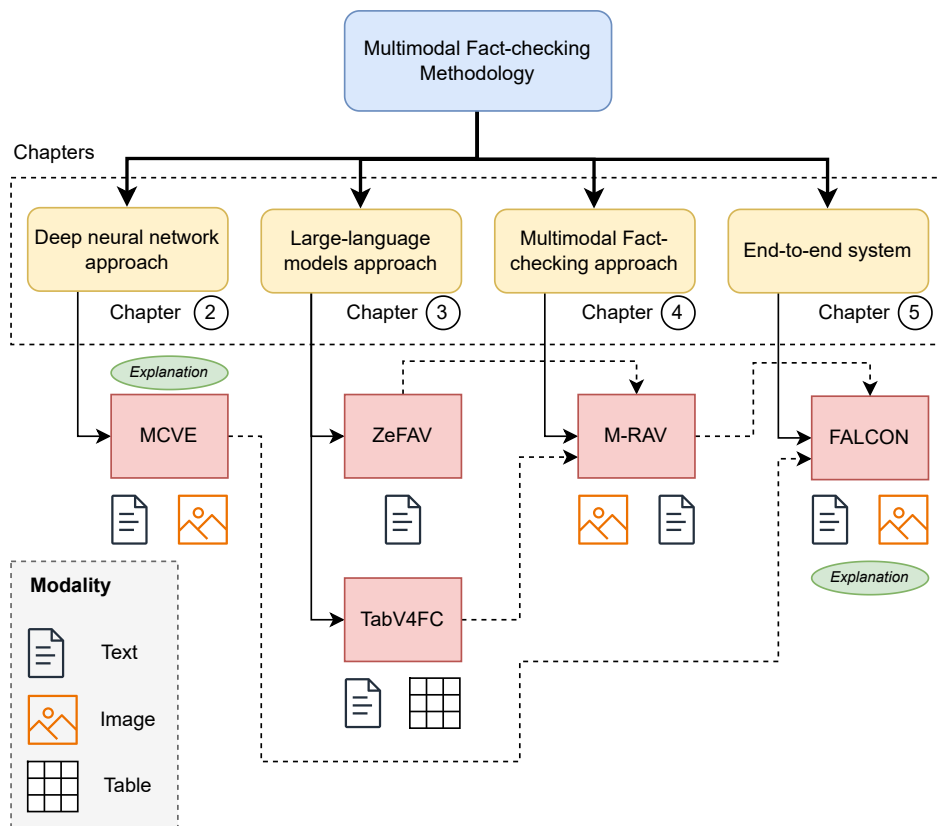 Multimodal Fact-checking
Methodology
Chapters
Deep neural network
approach
Large-language
models approach
Multimodal Fact-
checking approach
End-to-end system
Chapter 2
Chapter 3
Chapter 4
Chapter 5
Explanation
MCVE
ZeFAV
M-RAV
FALCON
Explanation
TabV4FC
Modality
Text
Image
Table